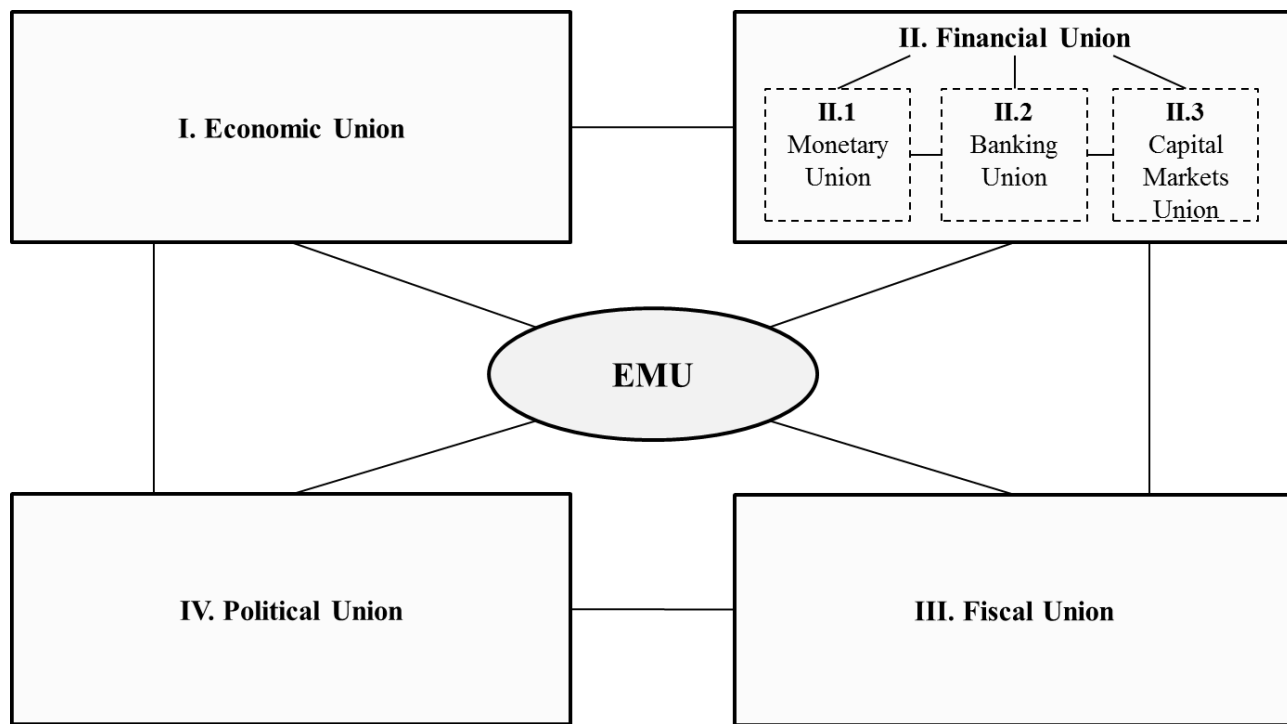 I. Economic Union
II. Financial Union
II.1
Monetary
Union
II.2
Banking
Union
II.3
Capital
Markets
Union
EMU
IV. Political Union
III. Fiscal Union